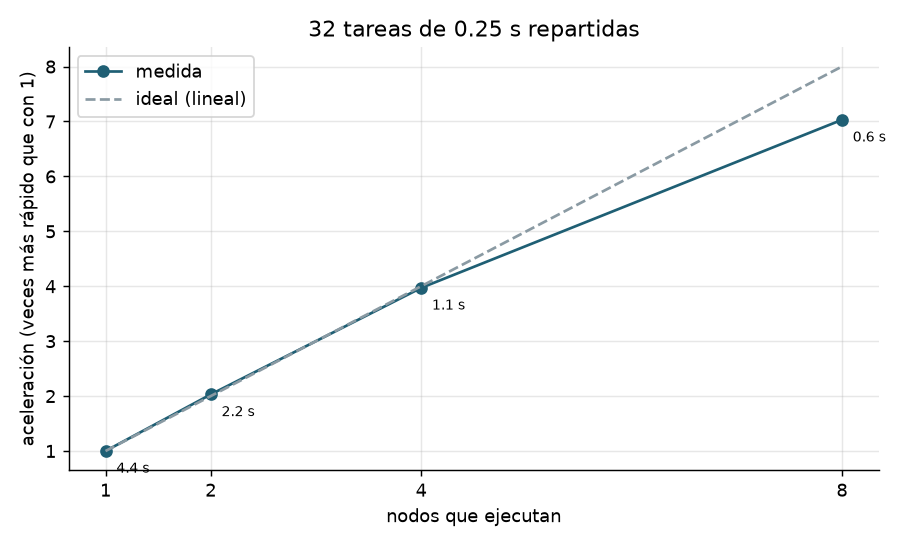 32 tareas de 0.25 s repartidas
medida
ideal (lineal)
aceleración (veces más rápido que con 1)
8
7
6
5
4
3
2
1
0.6 s
1.1 s
2.2 s
4.4 s
1 2 4 8
nodos que ejecutan